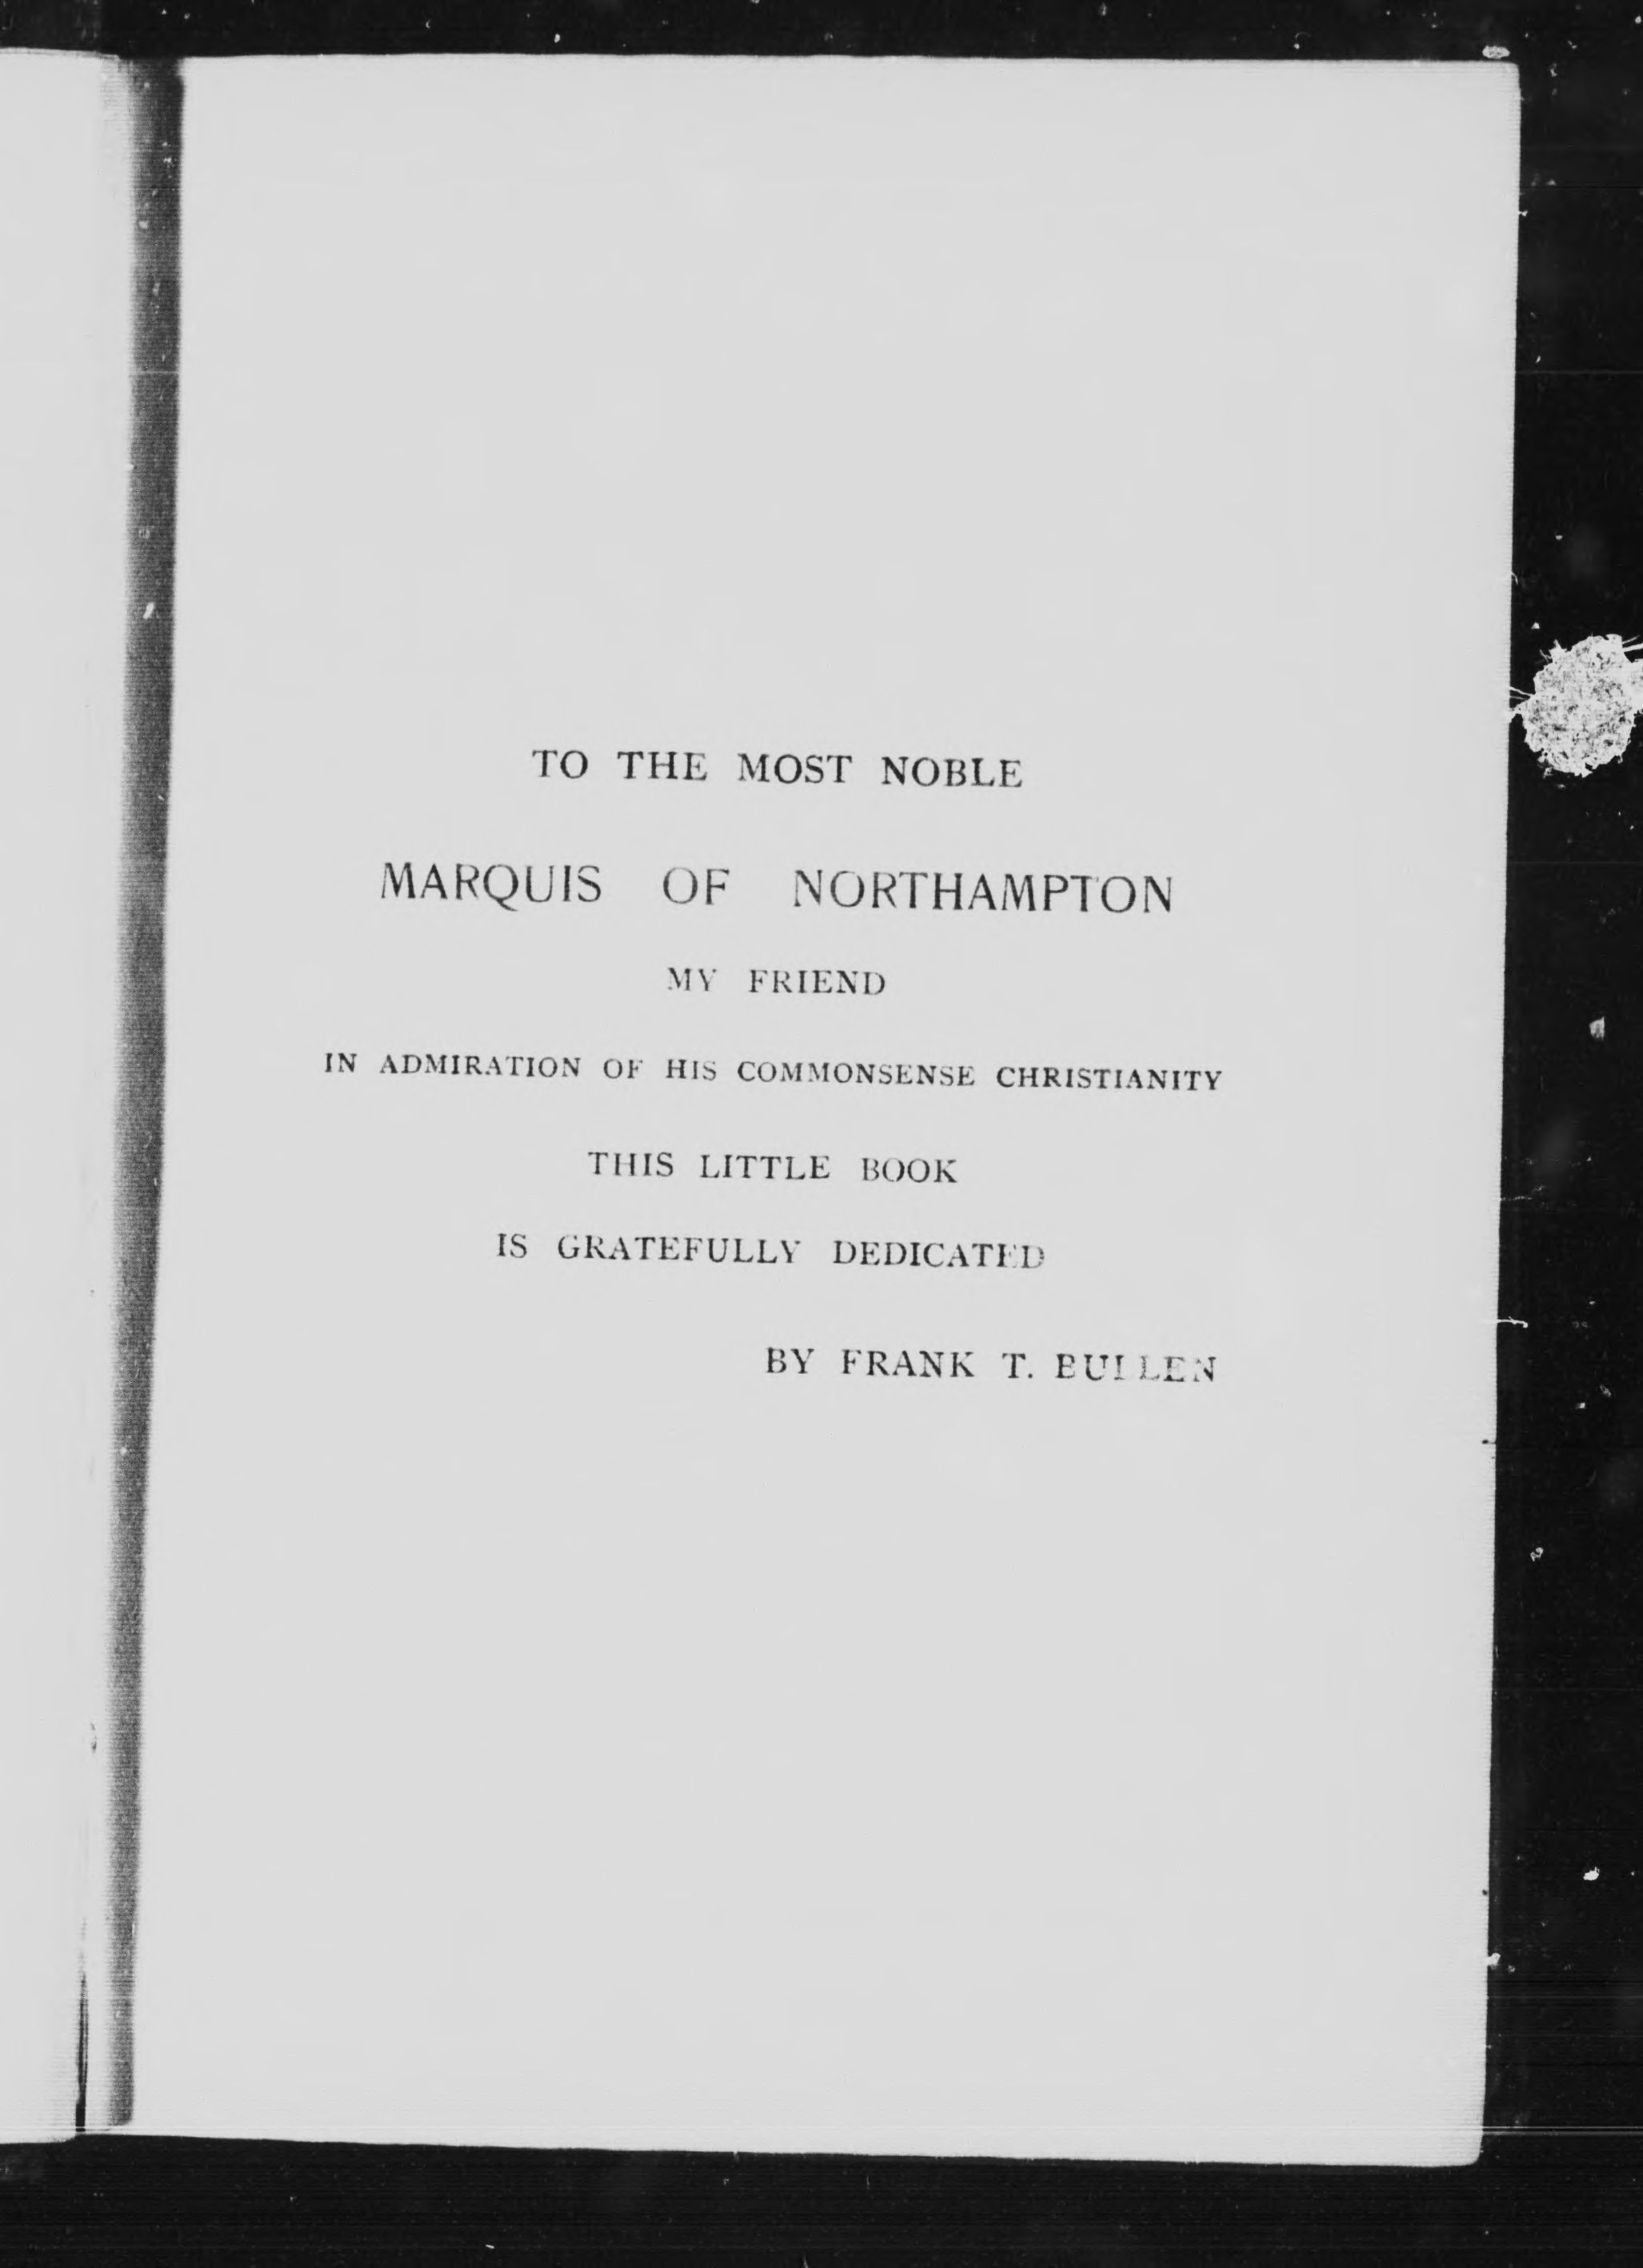 TO THE MOST NOBLE
MARQUIS OF NORTHAMPTON
MY FRIEND
IN ADMIRATION OF HIS COMMONSENSE CHRISTIANITY
THIS LITTLE BOOK
IS GRATEFULLY DEDICATED
BY FRANK T. BULLEN